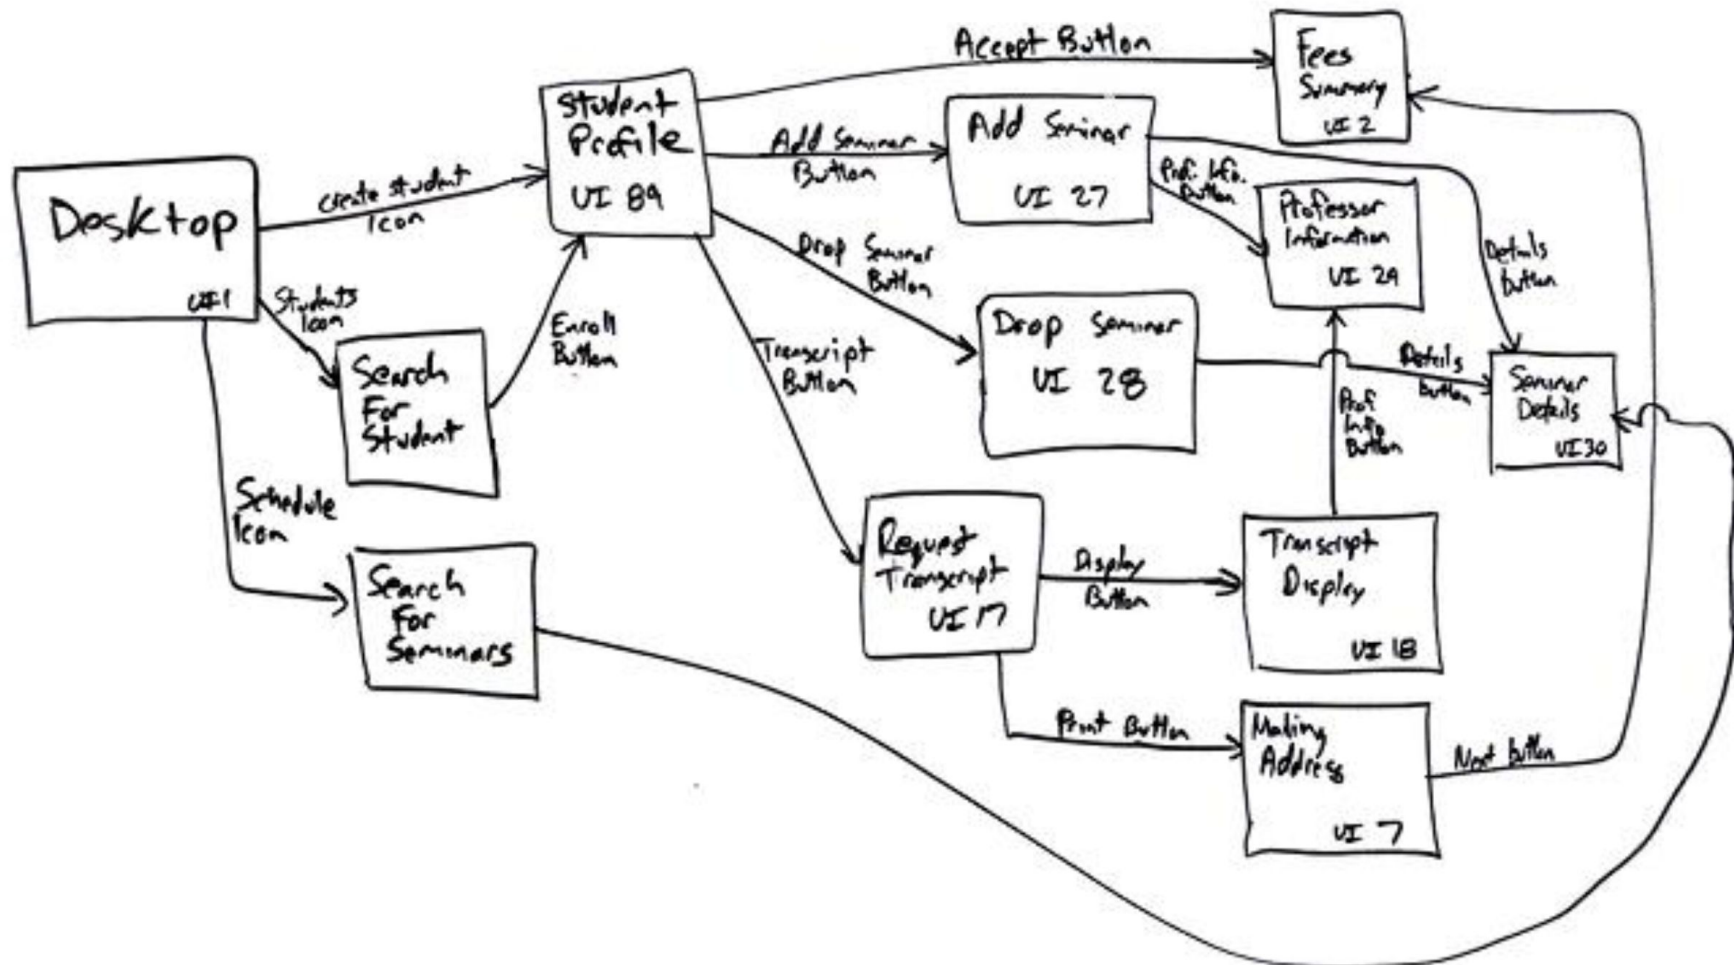 Desktop
UI 1
create student
Icon
Students
Icon
Schedule
Icon
Search
For
Student
Enroll
Button
Search
For
Seminars
Student
Profile
UI 89
Accept Button
Add Seminar
Button
Drop Seminar
Button
Transcript
Button
Add Seminar
UI 27
Prof. Info.
Button
Details
button
Drop Seminar
UI 28
Details
button
Request
Transcript
UI 17
Display
Button
Print Button
Fees
Summary
UI 2
Professor
Information
UI 29
Prof
Info
Button
Seminar
Details
UI 30
Transcript
Display
UI 18
Mailing
Address
UI 7
Next button